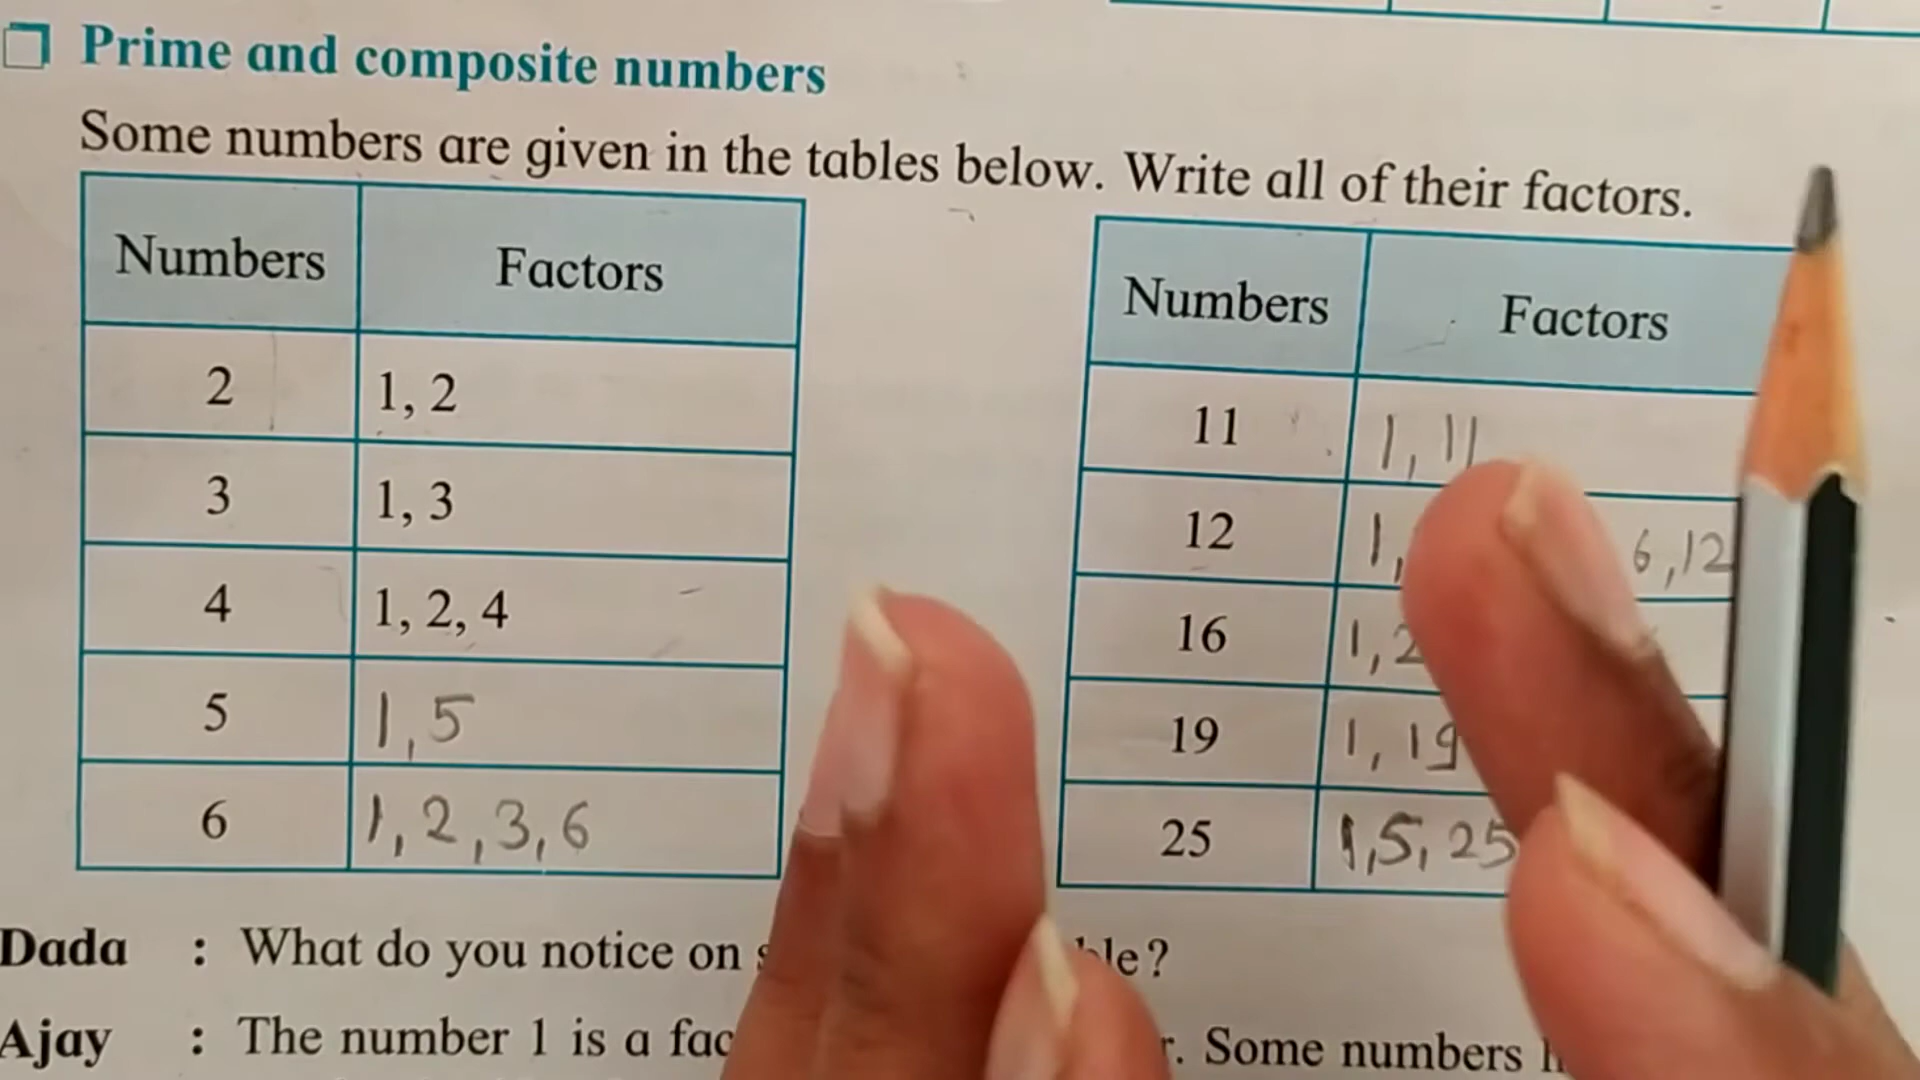 Prime and composite numbers
Some numbers are given in the tables below. Write all of their factors.
Numbers Factors
2 1, 2
3 1, 3
4 1, 2, 4
5 1, 5
6 1, 2, 3, 6
Numbers Factors
11 1, 11
12 1, 6, 12
16 1, 2
19 1, 19
25 1, 5, 25
Dada : What do you notice on
Ajay : The number 1 is a Some numbers